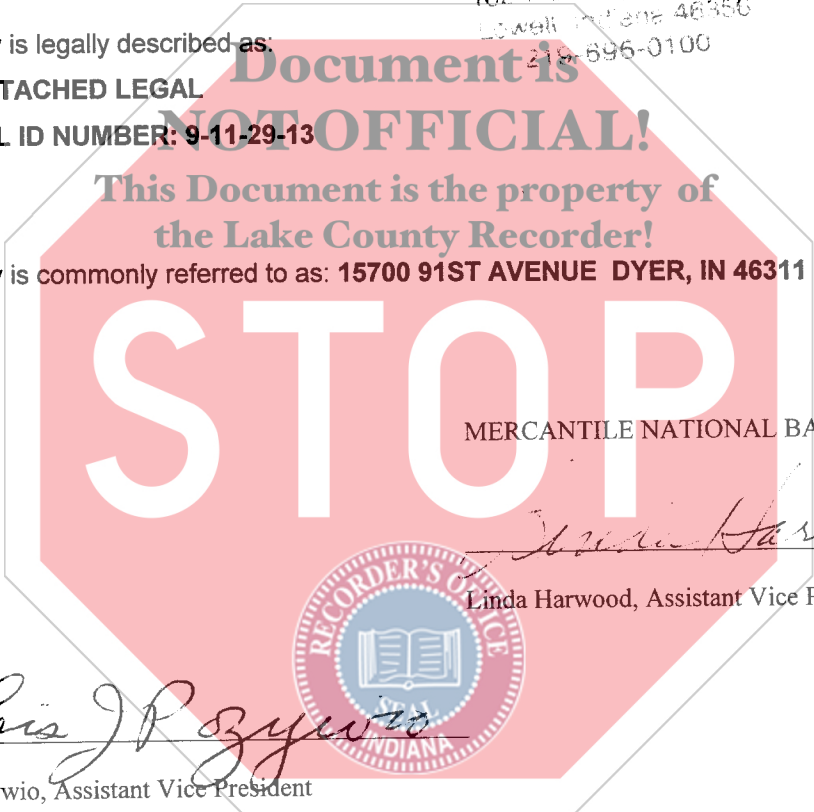 Lowell Indiana 46356
219-696-0100
is legally described as:
TACHED LEGAL
L ID NUMBER: 9-11-29-13
Document is
NOT OFFICIAL!
This Document is the property of
the Lake County Recorder!
is commonly referred to as: 15700 91ST AVENUE DYER, IN 46311
STOP
MERCANTILE NATIONAL BA
Linda Harwood, Assistant Vice P
RECORDER'S OFFICE
SEAL
INDIANA
ois J Pozywio
wio, Assistant Vice President